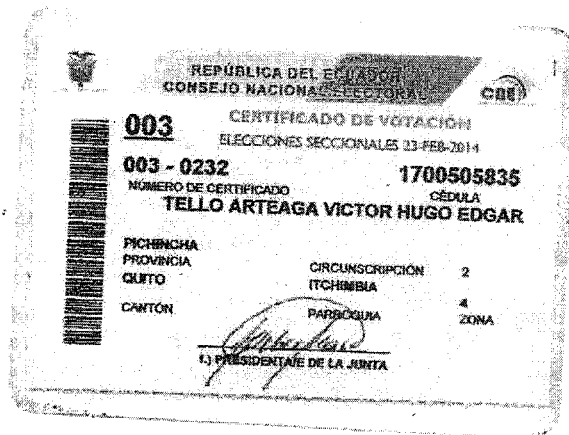 REPÚBLICA DEL ECUADOR
CONSEJO NACIONAL ELECTORAL
CNE
003
CERTIFICADO DE VOTACIÓN
ELECCIONES SECCIONALES 23-FEB-2014
003 - 0232
1700505835
NÚMERO DE CERTIFICADO
CÉDULA
TELLO ARTEAGA VICTOR HUGO EDGAR
PICHINCHA
PROVINCIA
CIRCUNSCRIPCIÓN
2
QUITO
ITCHIMBIA
4
CANTÓN
PARROQUIA
ZONA
f.) PRESIDENTA/E DE LA JUNTA